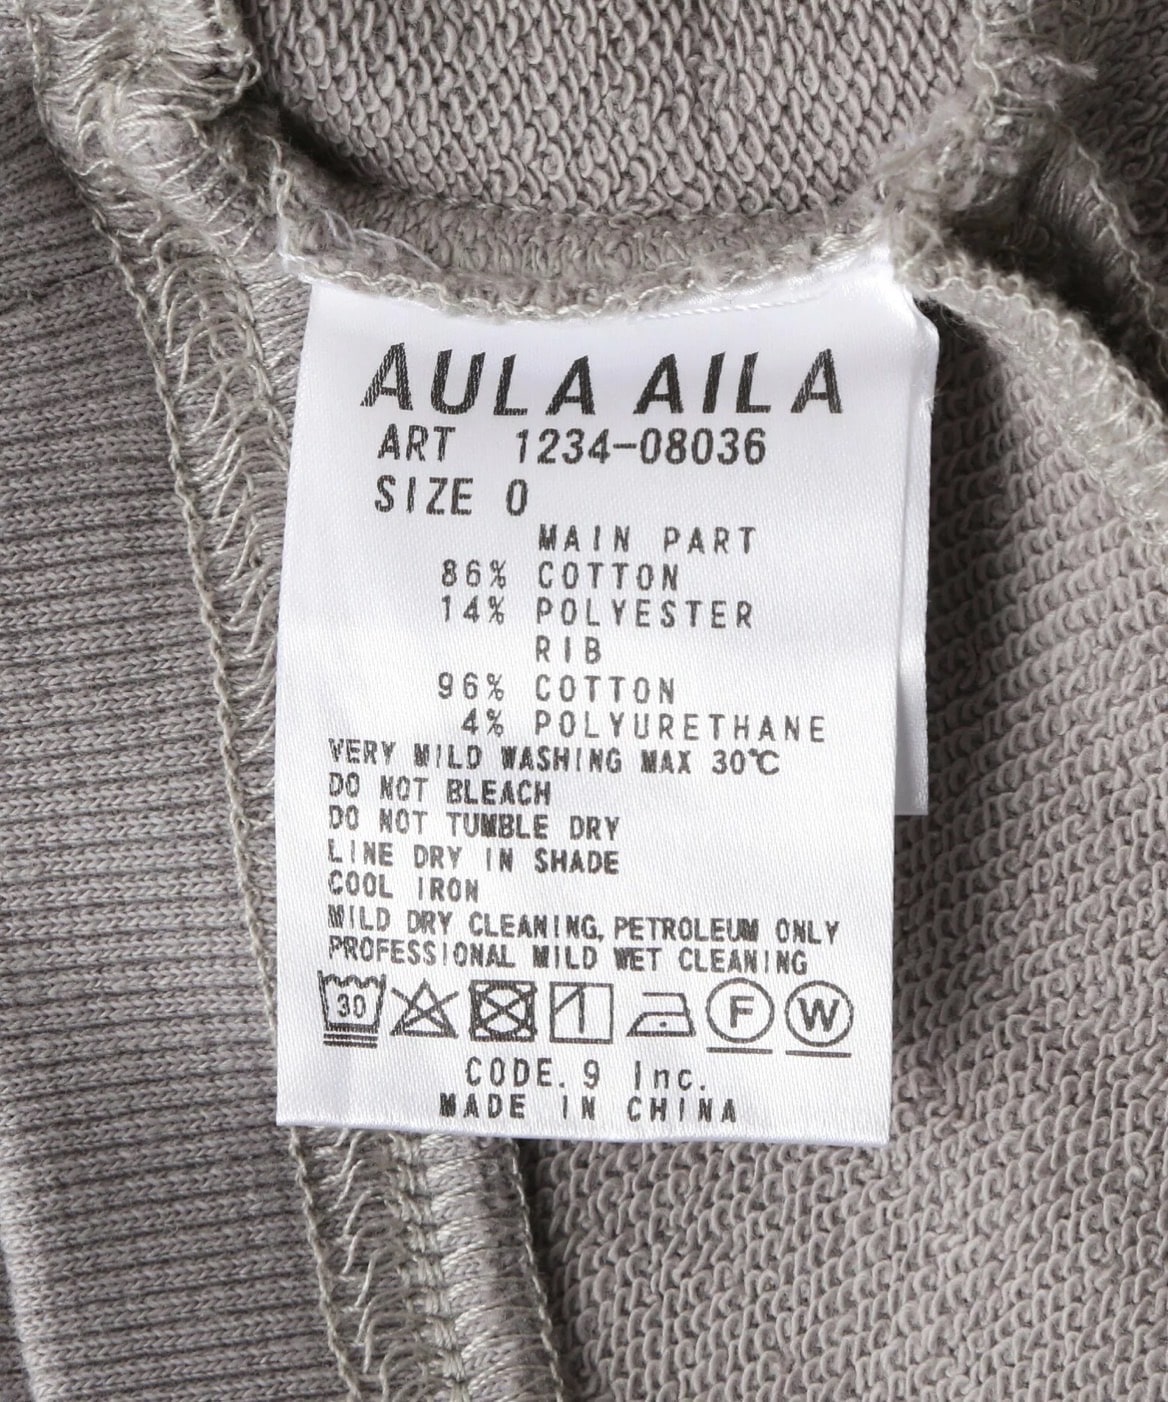 AULA AILA
ART 1234-08036
SIZE 0
MAIN PART
86% COTTON
14% POLYESTER
RIB
96% COTTON
4% POLYURETHANE
VERY MILD WASHING MAX 30℃
DO NOT BLEACH
DO NOT TUMBLE DRY
LINE DRY IN SHADE
COOL IRON
MILD DRY CLEANING, PETROLEUM ONLY
PROFESSIONAL MILD WET CLEANING
30 F W
CODE.9 Inc.
MADE IN CHINA